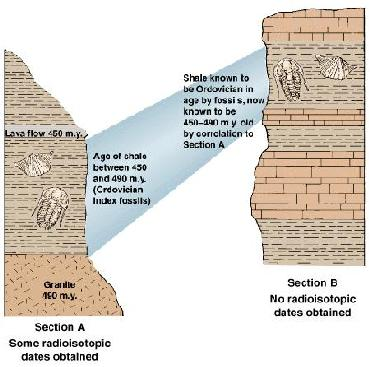 Lava flow 450 m.y.
Age of shale
between 450
and 490 m.y.
(Ordovician
Index fossils)
Granite
490 m.y.
Section A
Some radioisotopic
dates obtained
Shale known to
be Ordovician in
age by fossils, now
known to be
450–490 m.y. old
by correlation to
Section A
Section B
No radioisotopic
dates obtained